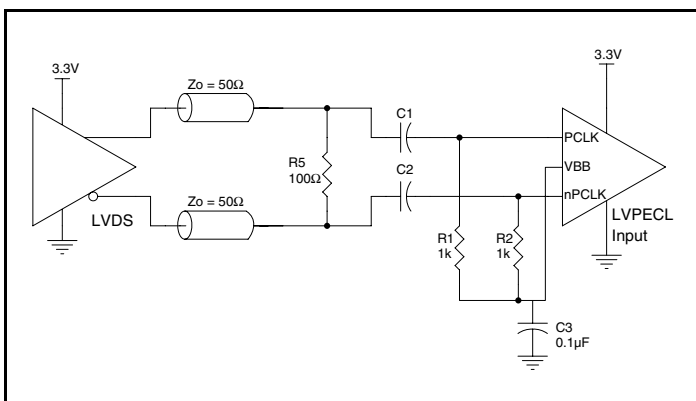 3.3V
3.3V
Zo = 50Ω
C1
PCLK
R5
100Ω
VBB
C2
Zo = 50Ω
nPCLK
LVDS
LVPECL
Input
R1
1k
R2
1k
C3
0.1µF